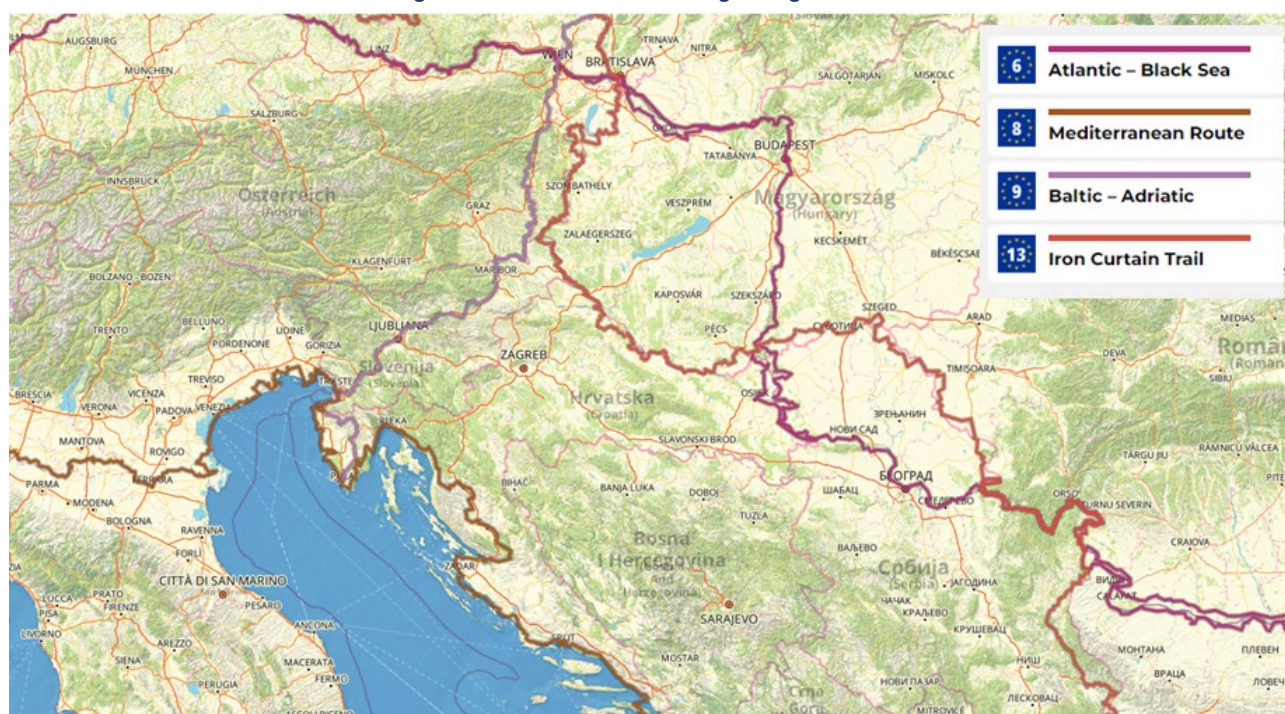 AUGSBURG
MÜNCHEN
SALZBURG
INNSBRUCK
LINZ
WIEN
TRNAVA
NITRA
BRATISLAVA
SALGÓTARJÁN
MISKOLC
6 Atlantic – Black Sea
8 Mediterranean Route
9 Baltic – Adriatic
13 Iron Curtain Trail
GYŐR
TATABÁNYA
BUDAPEST
Österreich
(Austria)
SZOMBATHELY
VESZPRÉM
Magyarország
(Hungary)
GRAZ
ZALAEGERSZEG
KECSKEMÉT
KLAGENFURT
MARIBOR
BOLZANO - BOZEN
KAPOSVÁR
SZEKSZÁRD
SZEGED
ARAD
TRENTO
BELLUNO
UDINE
LJUBLJANA
PÉCS
СУБОТИЦА
MEDIAȘ
PORDENONE
GORIZIA
ZAGREB
DEVA
Slovenija
(Slovenia)
TREVISO
TRIESTE
TIMIȘOARA
SIBIU
BRESCIA
VICENZA
VERONA
PADOVA
VENEZIA
RIJEKA
Hrvatska
(Croatia)
OSIJEK
ЗРЕЊАНИН
НОВИ САД
MANTOVA
ROVIGO
SLAVONSKI BROD
TÂRGU JIU
RÂMNICU VÂLCEA
PARMA
FERRARA
BIHAĆ
BANJA LUKA
DOBOJ
ШАБАЦ
БЕОГРАД
СМЕДЕРЕВО
MODENA
BOLOGNA
TUZLA
CRAIOVA
RAVENNA
FORLÌ
Bosna
i Hercegovina
ВАЉЕВО
Србија
(Serbia)
ЈАГОДИНА
ВИДИН
CALAFAT
ZADAR
CITTÀ DI SAN MARINO
LUCCA
PRATO
PISA
FIRENZE
PESARO
SARAJEVO
ЧАЧАК
КРАЉЕВО
LIVORNO
AREZZO
ANCONA
SPLIT
КРУШЕВАЦ
SIENA
MACERATA
MOSTAR
НИШ
МОНТАНА
ПЛЕВЕН
PERUGIA
FERMO
Crna
Gora
НОВИ ПАЗАР
ВРАЦА
ЛЕСКОВАЦ
MITROVICË